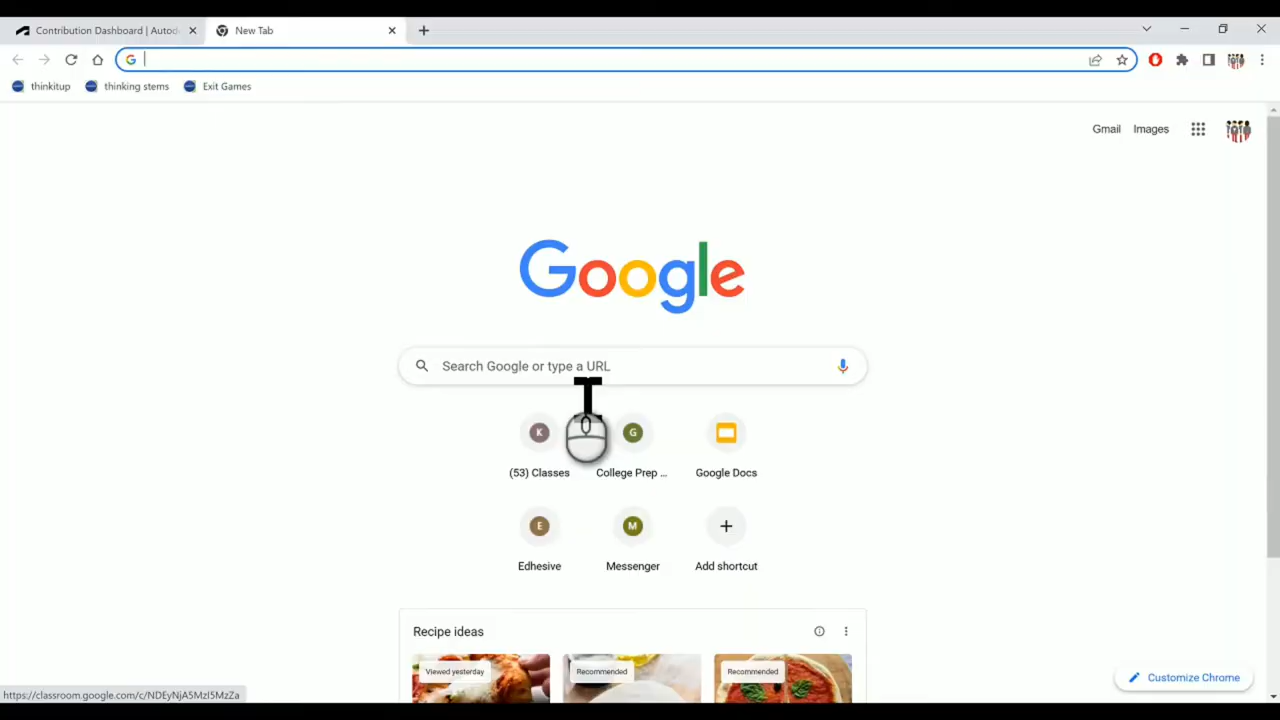 Contribution Dashboard | Autod
New Tab
thinkitup
thinking stems
Exit Games
Gmail
Images
Google
Search Google or type a URL
K
G
(53) Classes
College Prep ...
Google Docs
E
M
Edhesive
Messenger
Add shortcut
Recipe ideas
Viewed yesterday
Recommended
Recommended
Customize Chrome
https://classroom.google.com/c/NDEyNjA5MzI5MzZa